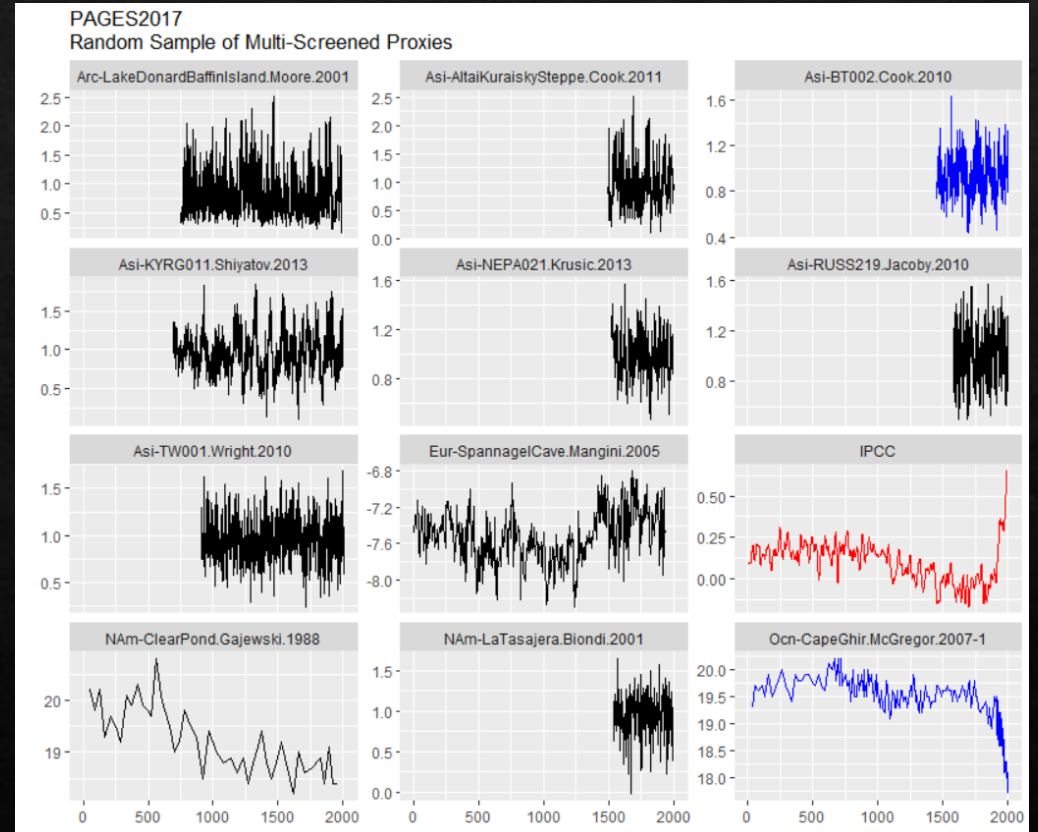 PAGES2017
Random Sample of Multi-Screened Proxies
Arc-LakeDonardBaffinIsland.Moore.2001
2.5
2.0
1.5
1.0
0.5
Asi-AltaiKuraiskySteppe.Cook.2011
2.5
2.0
1.5
1.0
0.5
0.0
Asi-BT002.Cook.2010
1.6
1.2
0.8
0.4
Asi-KYRG011.Shiyatov.2013
1.5
1.0
0.5
Asi-NEPA021.Krusic.2013
1.6
1.2
0.8
Asi-RUSS219.Jacoby.2010
1.6
1.2
0.8
Asi-TW001.Wright.2010
1.5
1.0
0.5
Eur-SpannagelCave.Mangini.2005
-6.8
-7.2
-7.6
-8.0
IPCC
0.50
0.25
0.00
NAm-ClearPond.Gajewski.1988
20
19
0 500 1000 1500 2000
NAm-LaTasajera.Biondi.2001
1.5
1.0
0.5
0.0
0 500 1000 1500 2000
Ocn-CapeGhir.McGregor.2007-1
20.0
19.5
19.0
18.5
18.0
0 500 1000 1500 2000